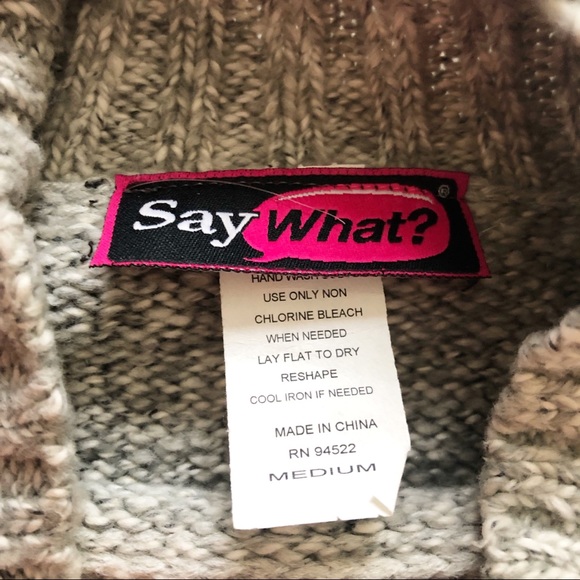 Say What? ®
HAND WASH
USE ONLY NON
CHLORINE BLEACH
WHEN NEEDED
LAY FLAT TO DRY
RESHAPE
COOL IRON IF NEEDED
MADE IN CHINA
RN 94522
MEDIUM